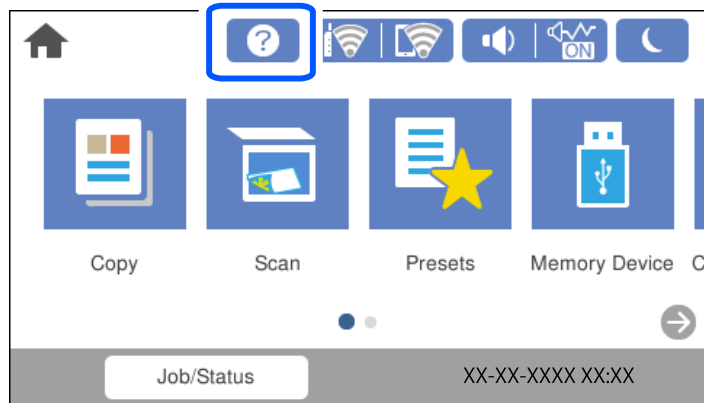 ?
ON
Copy Scan Presets Memory Device C
Job/Status XX-XX-XXXX XX:XX